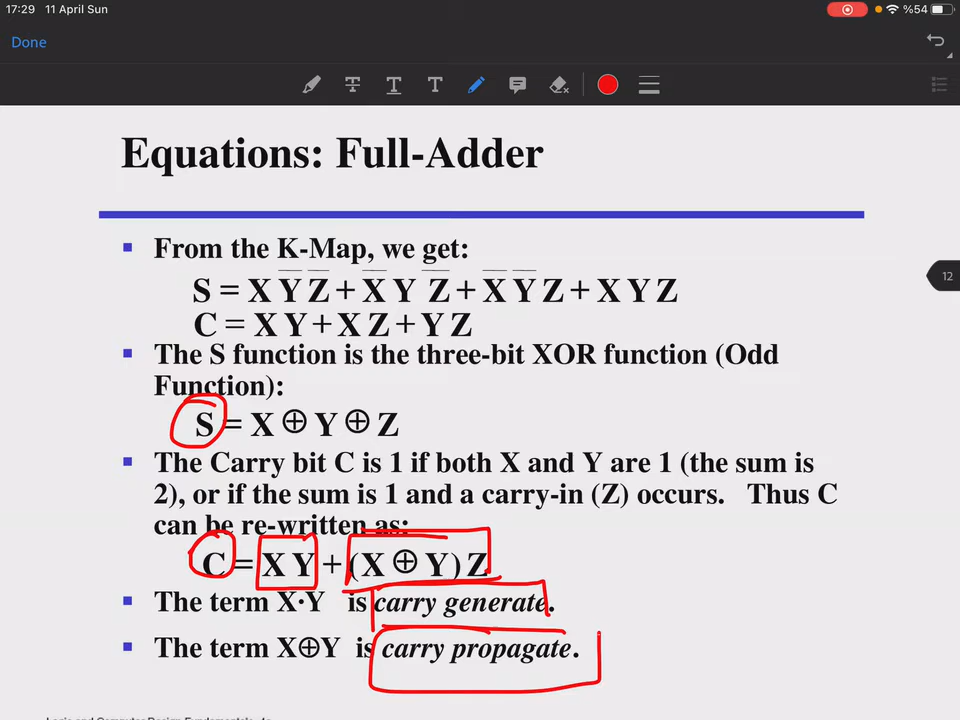 17:29 11 April Sun %54
Done
T T T
Equations: Full-Adder
▪ From the K-Map, we get:
S = X Y̅ Z̅ + X̅ Y Z̅ + X̅ Y̅ Z + X Y Z
C = X Y + X Z + Y Z
12
▪ The S function is the three-bit XOR function (Odd
Function):
S = X ⊕ Y ⊕ Z
▪ The Carry bit C is 1 if both X and Y are 1 (the sum is
2), or if the sum is 1 and a carry-in (Z) occurs. Thus C
can be re-written as:
C = X Y + (X ⊕ Y) Z
▪ The term X·Y is carry generate.
▪ The term X⊕Y is carry propagate.